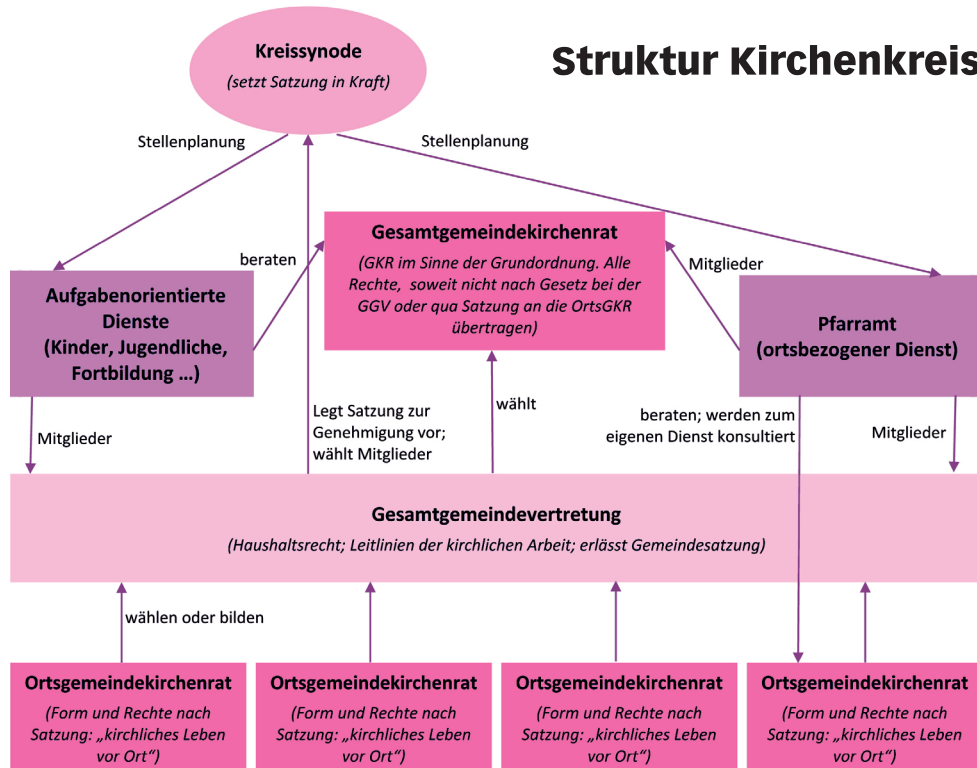 Struktur Kirchenkreis
Kreissynode
(setzt Satzung in Kraft)
Stellenplanung
Stellenplanung
Gesamtgemeindekirchenrat
(GKR im Sinne der Grundordnung. Alle
Rechte, soweit nicht nach Gesetz bei der
GGV oder qua Satzung an die OrtsGKR
übertragen)
beraten
Mitglieder
Aufgabenorientierte
Dienste
(Kinder, Jugendliche,
Fortbildung ...)
Pfarramt
(ortsbezogener Dienst)
Mitglieder
Legt Satzung zur
Genehmigung vor;
wählt Mitglieder
wählt
beraten; werden zum
eigenen Dienst konsultiert
Mitglieder
Gesamtgemeindevertretung
(Haushaltsrecht; Leitlinien der kirchlichen Arbeit; erlässt Gemeindesatzung)
wählen oder bilden
Ortsgemeindekirchenrat
(Form und Rechte nach
Satzung: „kirchliches Leben
vor Ort“)
Ortsgemeindekirchenrat
(Form und Rechte nach
Satzung: „kirchliches Leben
vor Ort“)
Ortsgemeindekirchenrat
(Form und Rechte nach
Satzung: „kirchliches Leben
vor Ort“)
Ortsgemeindekirchenrat
(Form und Rechte nach
Satzung: „kirchliches Leben
vor Ort“)